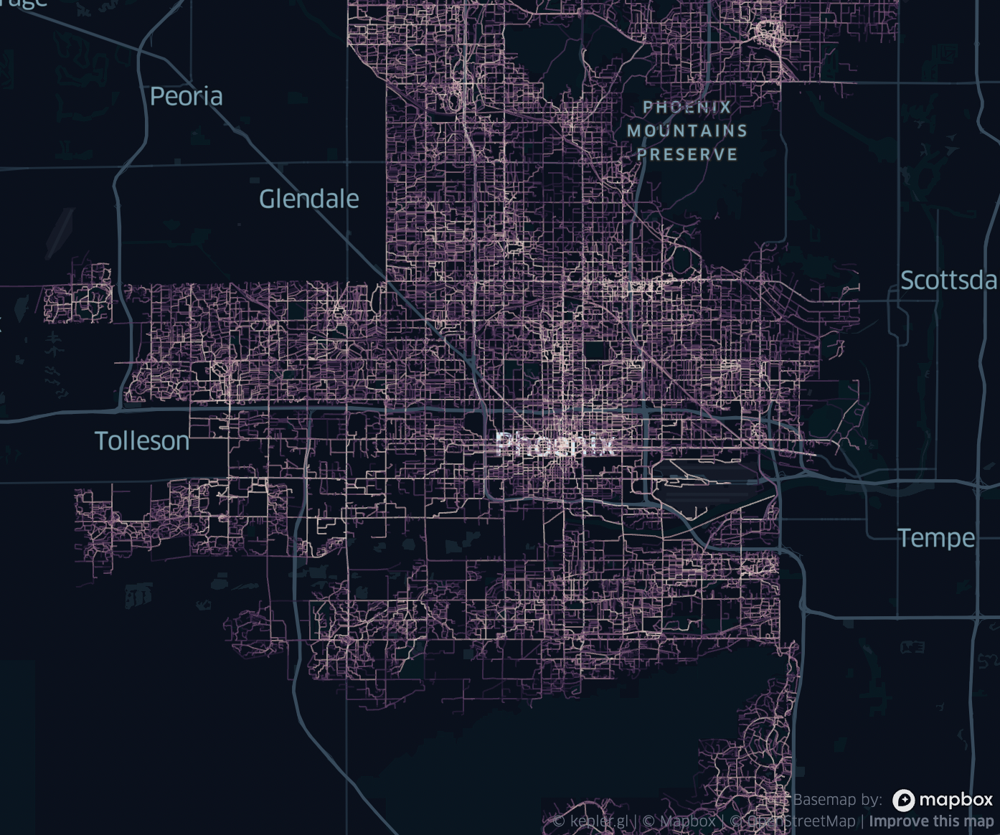 Peoria
PHOENIX
MOUNTAINS
PRESERVE
Glendale
Scottsda
Tolleson
Phoenix
Tempe
Basemap by: mapbox
© kepler.gl | © Mapbox | © OpenStreetMap | Improve this map